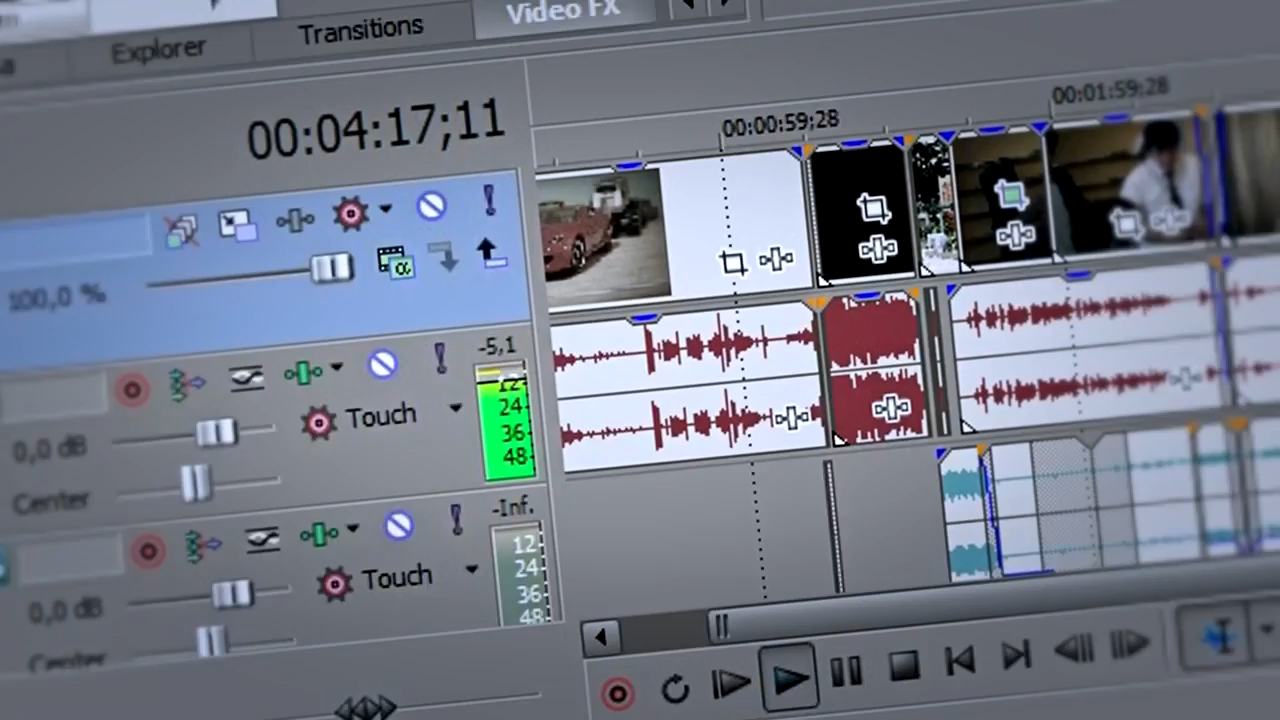 Video FX
Explorer
Transitions
00:04:17;11
00:00:59;28
00:01:59;28
100,0 %
-5,1
12
24
36
48
Touch
0,0 dB
Center
-Inf.
12
24
36
48
Touch
0,0 dB
Center
α